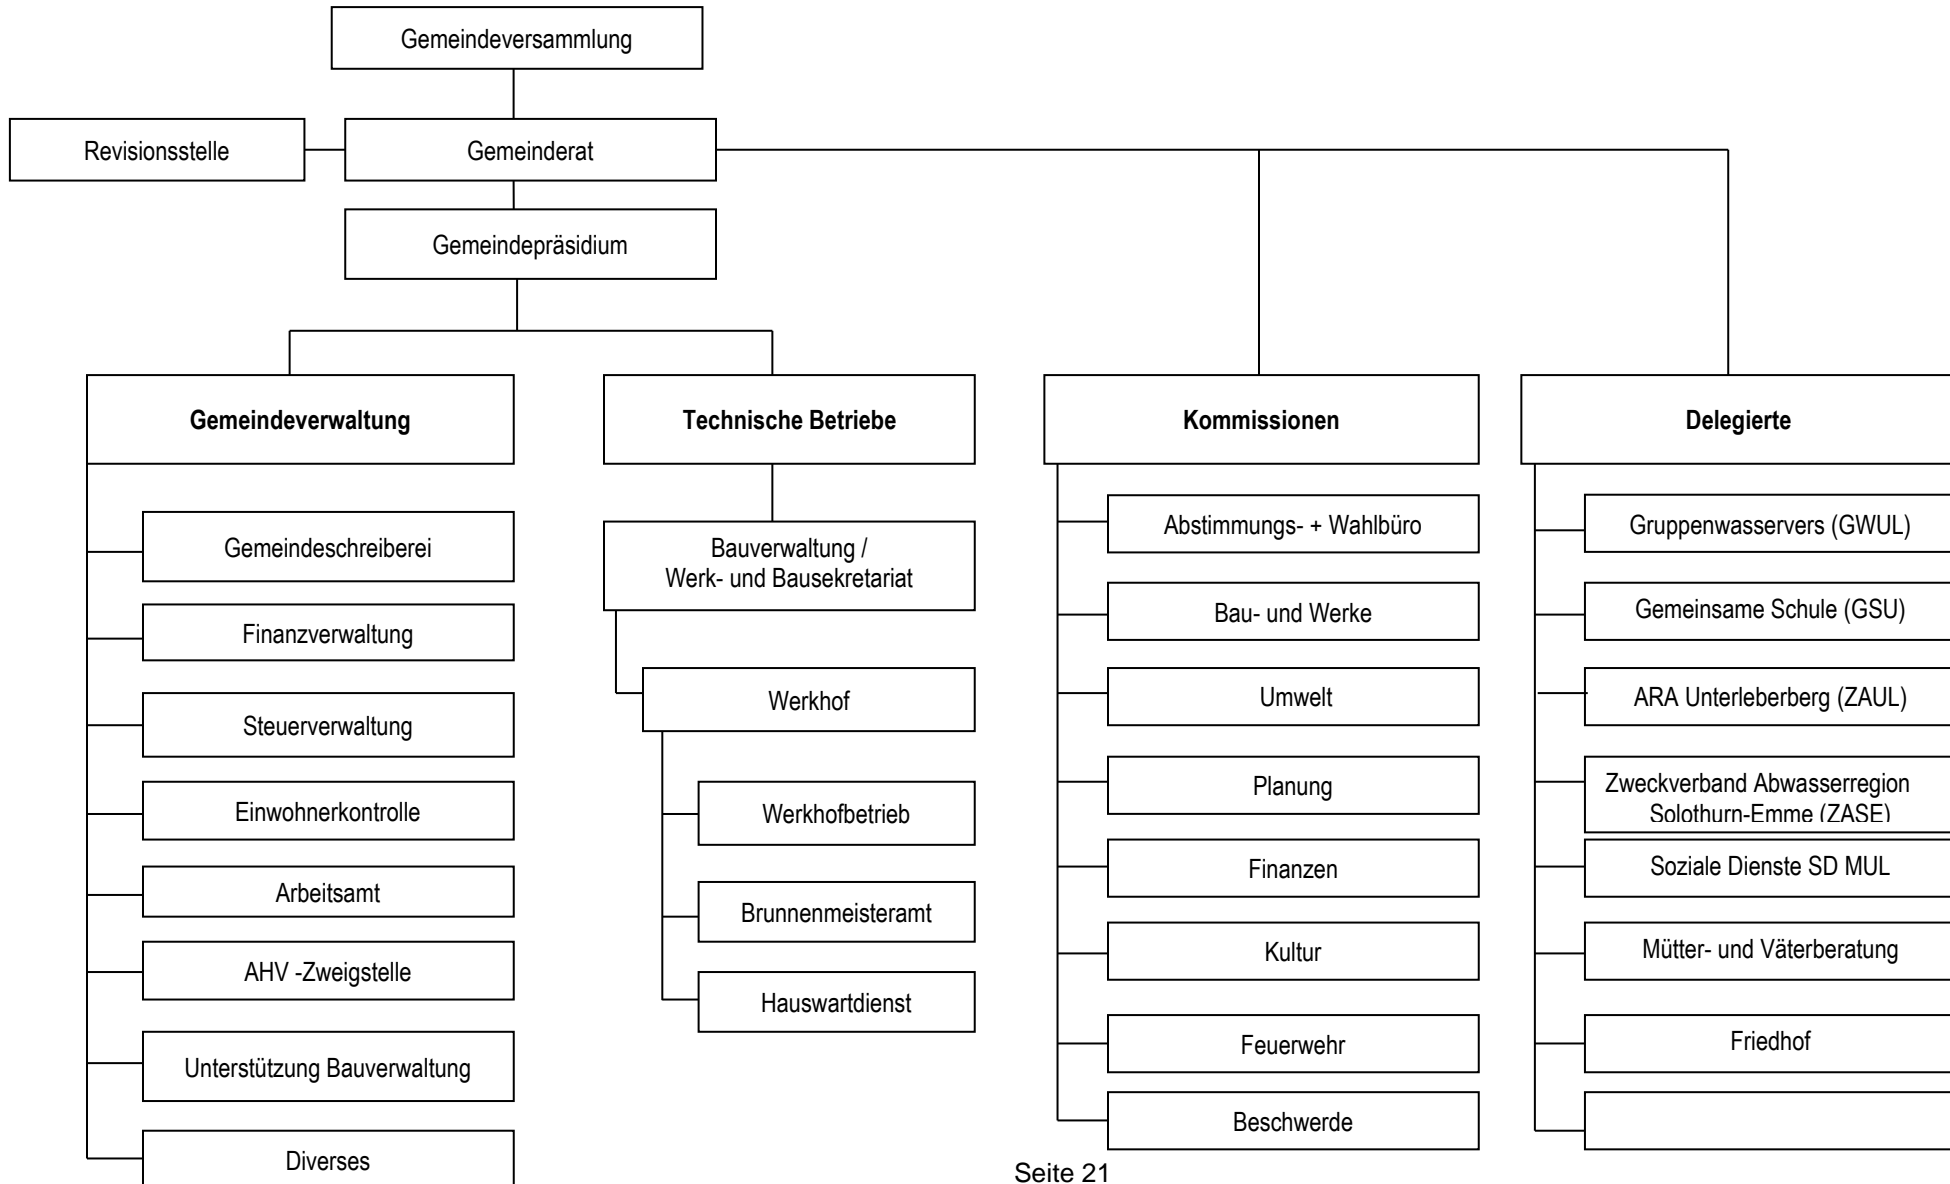 Gemeindeversammlung
Revisionsstelle
Gemeinderat
Gemeindepräsidium
Gemeindeverwaltung
Gemeindeschreiberei
Finanzverwaltung
Steuerverwaltung
Einwohnerkontrolle
Arbeitsamt
AHV -Zweigstelle
Unterstützung Bauverwaltung
Diverses
Technische Betriebe
Bauverwaltung /
Werk- und Bausekretariat
Werkhof
Werkhofbetrieb
Brunnenmeisteramt
Hauswartdienst
Kommissionen
Abstimmungs- + Wahlbüro
Bau- und Werke
Umwelt
Planung
Finanzen
Kultur
Feuerwehr
Beschwerde
Delegierte
Gruppenwasservers (GWUL)
Gemeinsame Schule (GSU)
ARA Unterleberberg (ZAUL)
Zweckverband Abwasserregion
Solothurn-Emme (ZASE)
Soziale Dienste SD MUL
Mütter- und Väterberatung
Friedhof
Seite 21